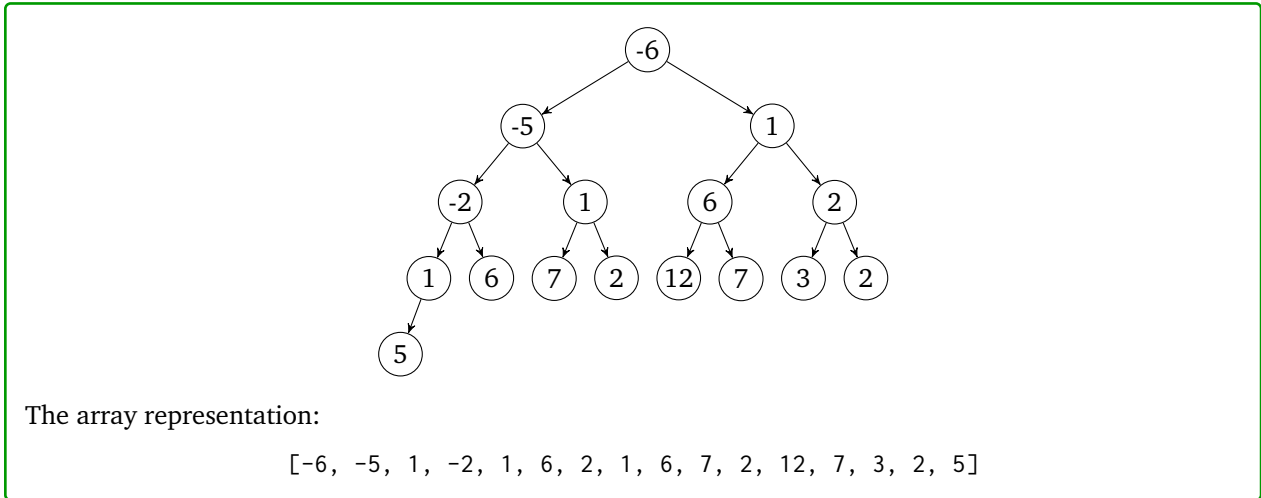 -6
-5 1
-2 1 6 2
1 6 7 2 12 7 3 2
5
The array representation:
[-6, -5, 1, -2, 1, 6, 2, 1, 6, 7, 2, 12, 7, 3, 2, 5]